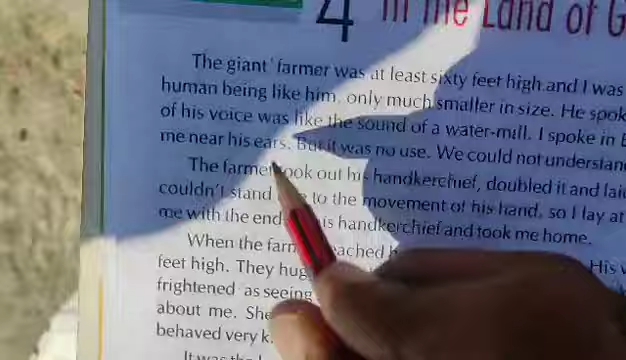 4 In the Land of G
The giant farmer was at least sixty feet high and I was
human being like him, only much smaller in size. He spok
of his voice was like the sound of a water-mill. I spoke in E
me near his ears. But it was no use. We could not understan
The farmer took out his handkerchief, doubled it and laid
couldn't stand to the movement of his hand, so I lay at
me with the end his handkerchief and took me home.
When the farm eached h His w
feet high. They hug
frightened as seeing
about me. She
behaved very k
It was the